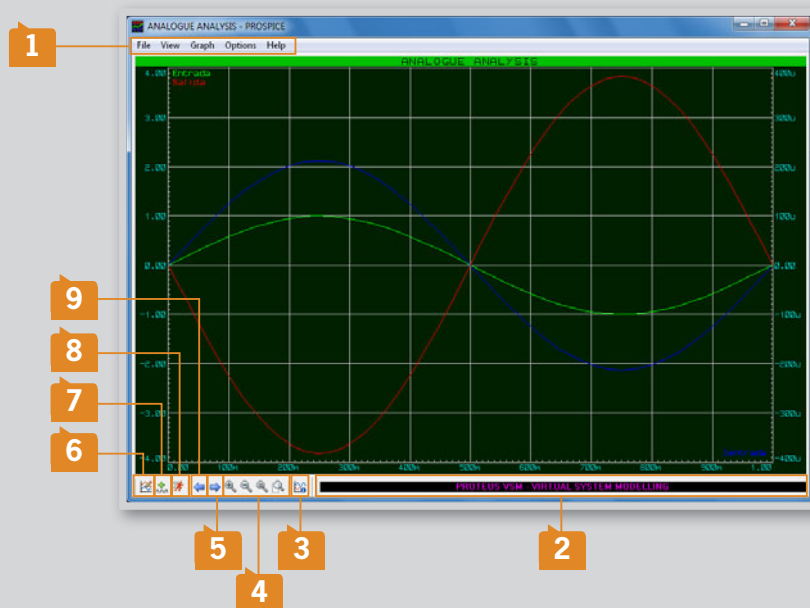 ANALOGUE ANALYSIS - PROSPICE
1
File View Graph Options Help
ANALOGUE ANALYSIS
4.00 Entrada 400u
Salida
3.00 300u
2.00 200u
1.00 100u
0.00 0.00
9
-1.00 -100u
8
-2.00 -200u
7
-3.00 -300u
6
-4.00 -400u
0.00 100m 200m 300m 400m 500m 600m 700m 800m 900m 1.00
PROTEUS VSM - VIRTUAL SYSTEM MODELLING
5
3
2
4